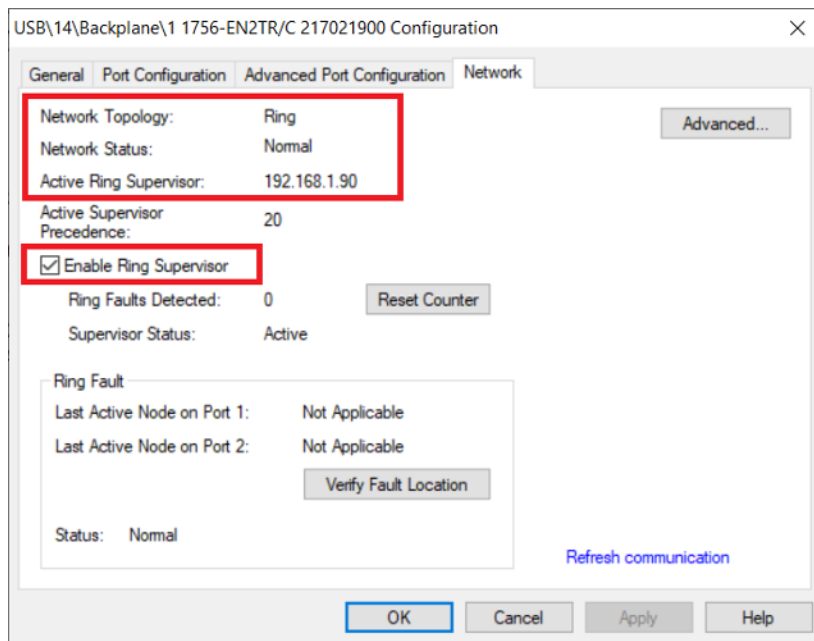 USB\14\Backplane\1 1756-EN2TR/C 217021900 Configuration
General Port Configuration Advanced Port Configuration Network
Network Topology: Ring
Advanced...
Network Status: Normal
Active Ring Supervisor: 192.168.1.90
Active Supervisor
Precedence: 20
Enable Ring Supervisor
Ring Faults Detected: 0 Reset Counter
Supervisor Status: Active
Ring Fault
Last Active Node on Port 1: Not Applicable
Last Active Node on Port 2: Not Applicable
Verify Fault Location
Status: Normal
Refresh communication
OK Cancel Apply Help